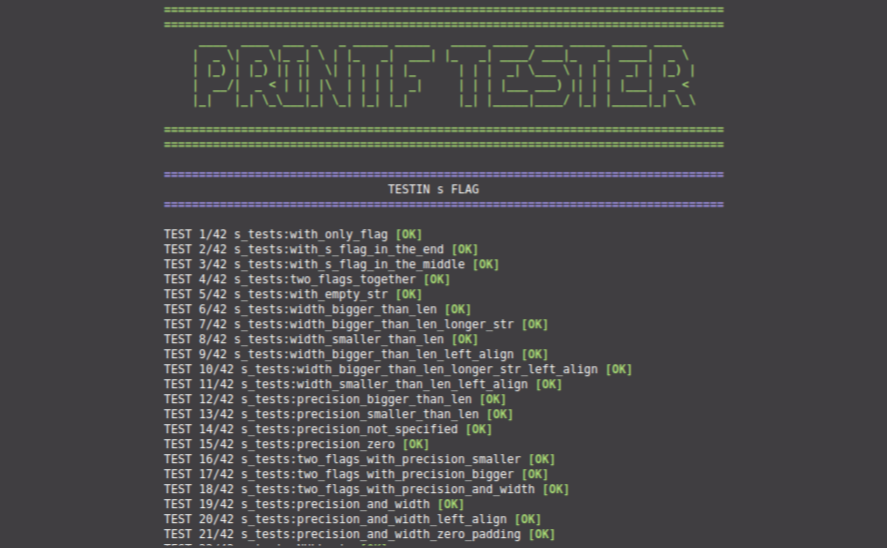 PRINTF TESTER
TESTIN s FLAG
TEST 1/42 s_tests:with_only_flag [OK]
TEST 2/42 s_tests:with_s_flag_in_the_end [OK]
TEST 3/42 s_tests:with_s_flag_in_the_middle [OK]
TEST 4/42 s_tests:two_flags_together [OK]
TEST 5/42 s_tests:with_empty_str [OK]
TEST 6/42 s_tests:width_bigger_than_len [OK]
TEST 7/42 s_tests:width_bigger_than_len_longer_str [OK]
TEST 8/42 s_tests:width_smaller_than_len [OK]
TEST 9/42 s_tests:width_bigger_than_len_left_align [OK]
TEST 10/42 s_tests:width_bigger_than_len_longer_str_left_align [OK]
TEST 11/42 s_tests:width_smaller_than_len_left_align [OK]
TEST 12/42 s_tests:precision_bigger_than_len [OK]
TEST 13/42 s_tests:precision_smaller_than_len [OK]
TEST 14/42 s_tests:precision_not_specified [OK]
TEST 15/42 s_tests:precision_zero [OK]
TEST 16/42 s_tests:two_flags_with_precision_smaller [OK]
TEST 17/42 s_tests:two_flags_with_precision_bigger [OK]
TEST 18/42 s_tests:two_flags_with_precision_and_width [OK]
TEST 19/42 s_tests:precision_and_width [OK]
TEST 20/42 s_tests:precision_and_width_left_align [OK]
TEST 21/42 s_tests:precision_and_width_zero_padding [OK]